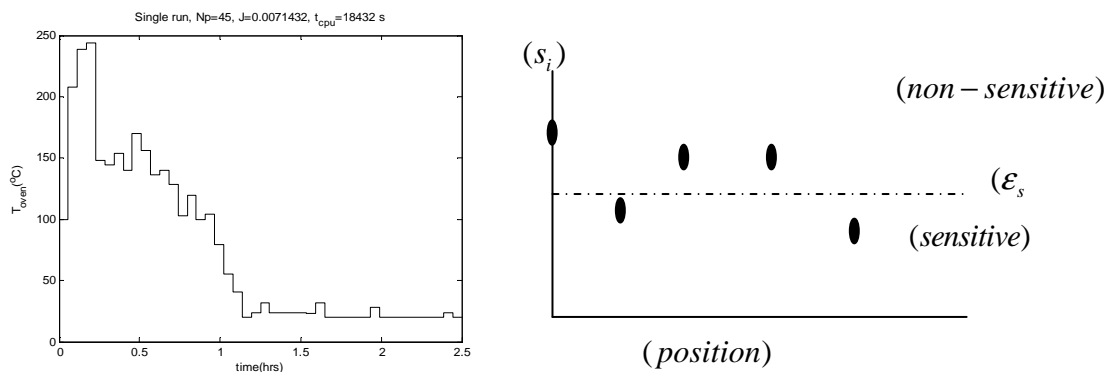 Single run, Np=45, J=0.0071432, t_cpu=18432 s
250
200
150
100
50
0
T_oven(°C)
0 0.5 1 1.5 2 2.5
time(hrs)
(s_i)
(non − sensitive)
(ε_s
(sensitive)
(position)